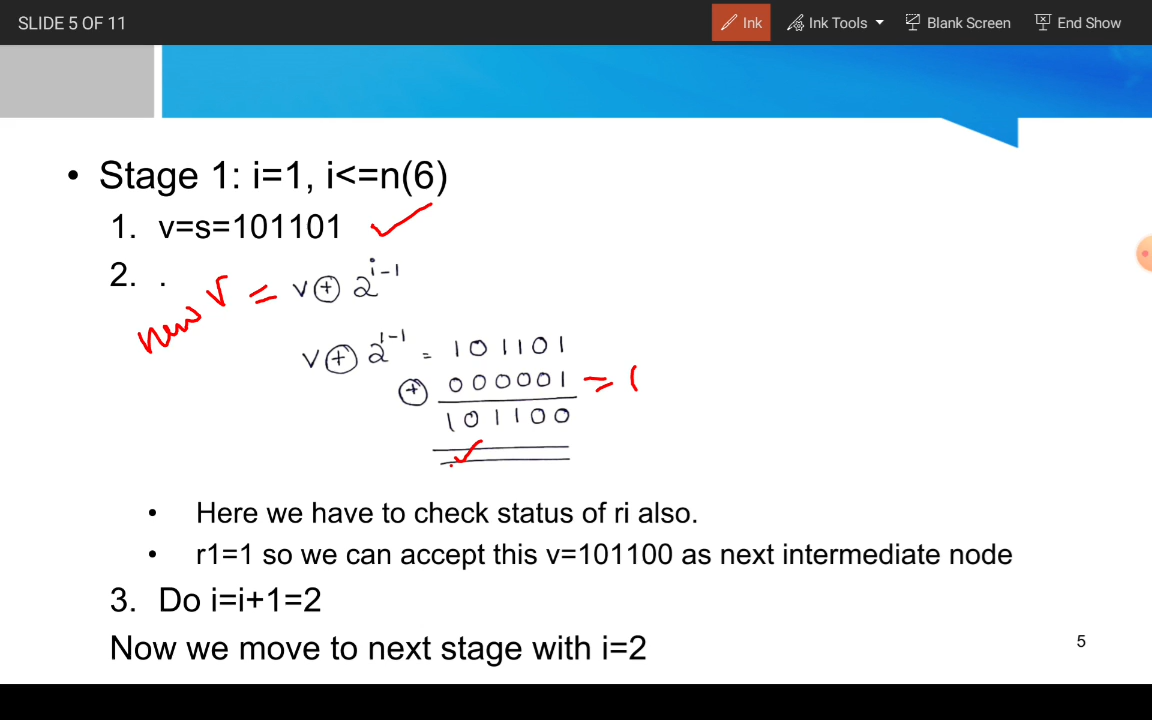 SLIDE 5 OF 11
Ink
Ink Tools
Blank Screen
End Show
• Stage 1: i=1, i<=n(6)
1. v=s=101101
2. .
new v = v ⊕ 2^i-1
v ⊕ 2^i-1 = 101101
⊕ 000001 = 1
101100
• Here we have to check status of ri also.
• r1=1 so we can accept this v=101100 as next intermediate node
3. Do i=i+1=2
Now we move to next stage with i=2
5